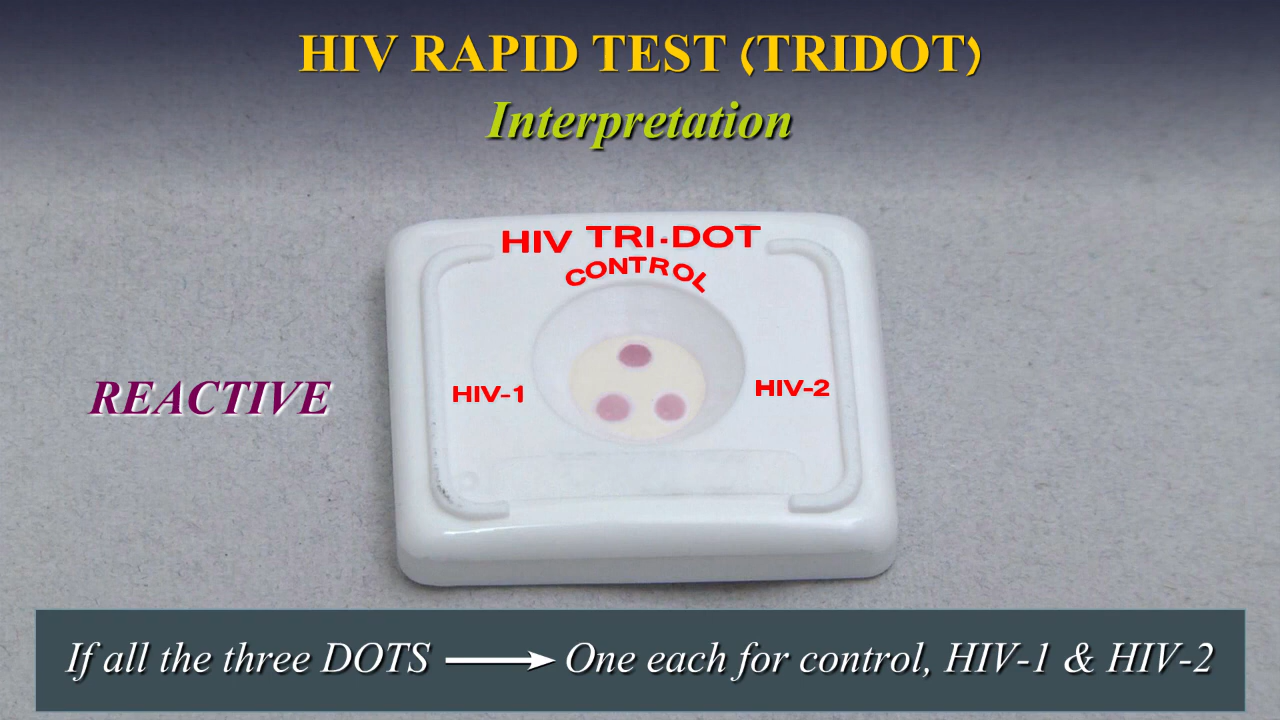 HIV RAPID TEST (TRIDOT)
Interpretation
HIV TRI-DOT
CONTROL
HIV-1
HIV-2
REACTIVE
If all the three DOTS → One each for control, HIV-1 & HIV-2